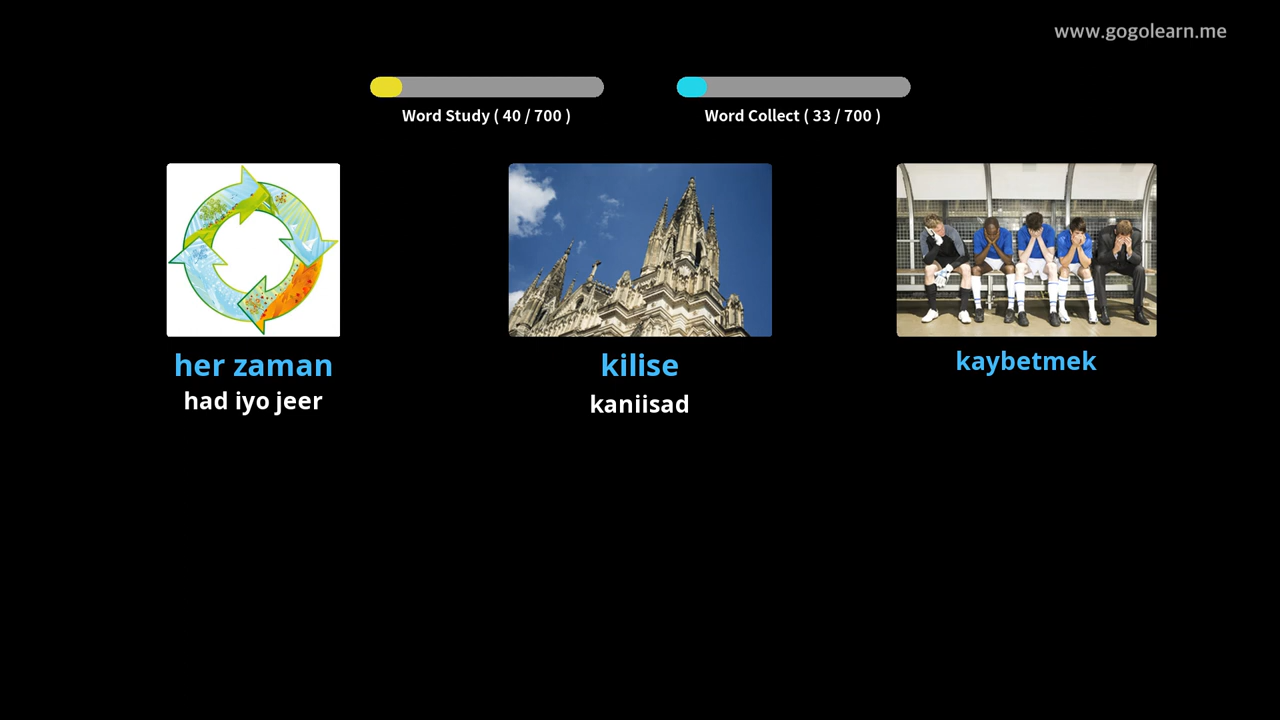 www.gogolearn.me
Word Study ( 40 / 700 )
Word Collect ( 33 / 700 )
her zaman
had iyo jeer
kilise
kaniisad
kaybetmek